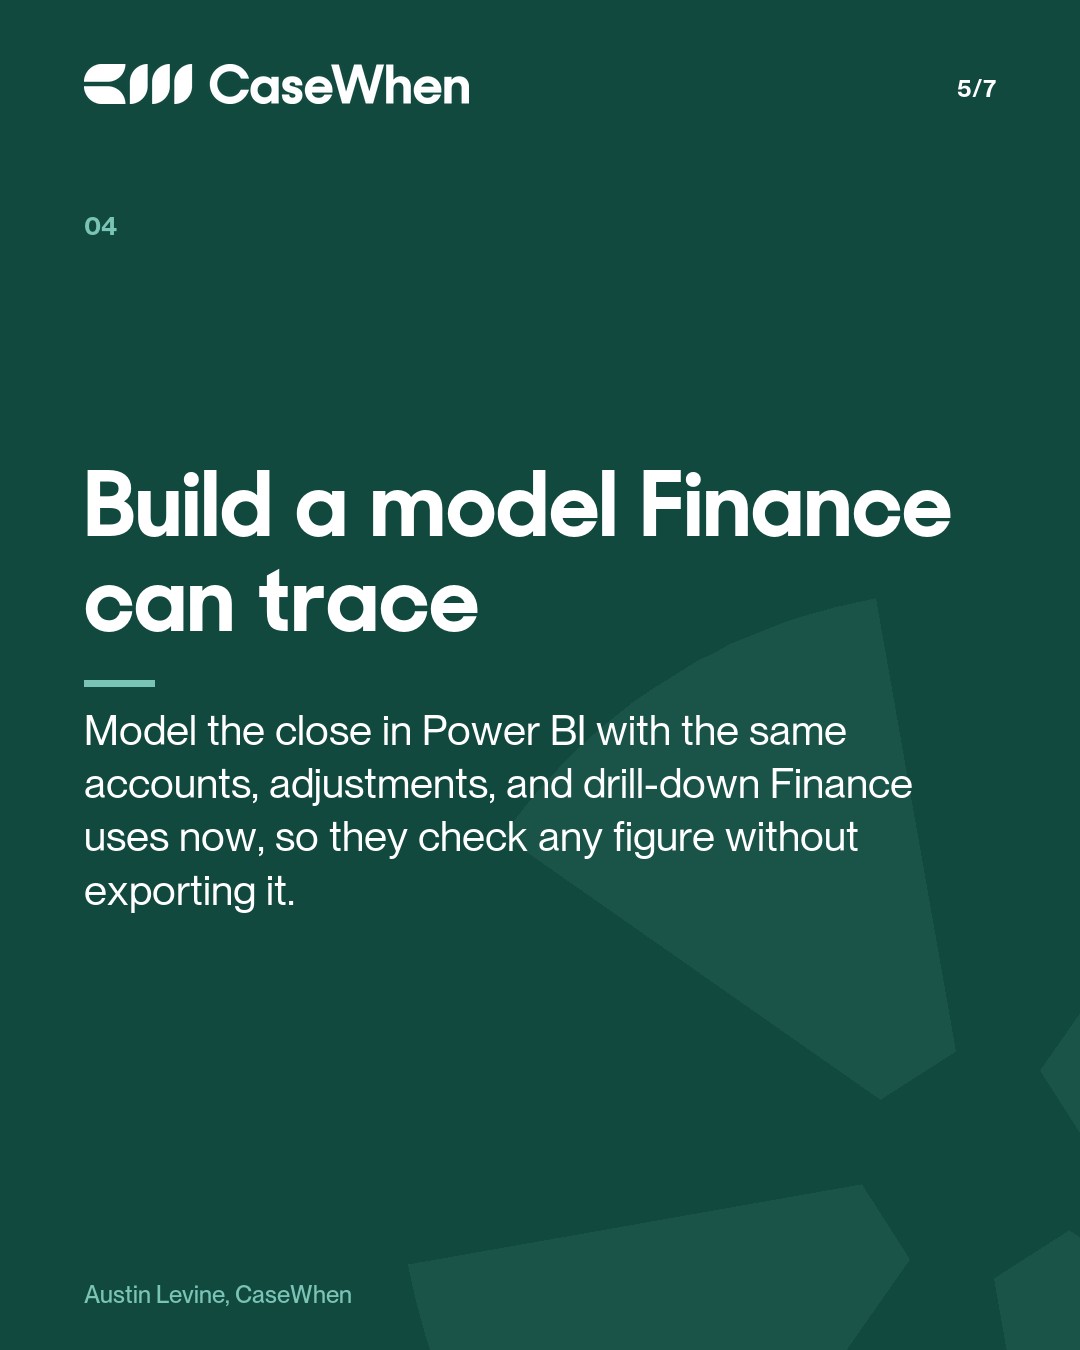 CaseWhen
5/7
04
Build a model Finance
can trace
Model the close in Power BI with the same
accounts, adjustments, and drill-down Finance
uses now, so they check any figure without
exporting it.
Austin Levine, CaseWhen